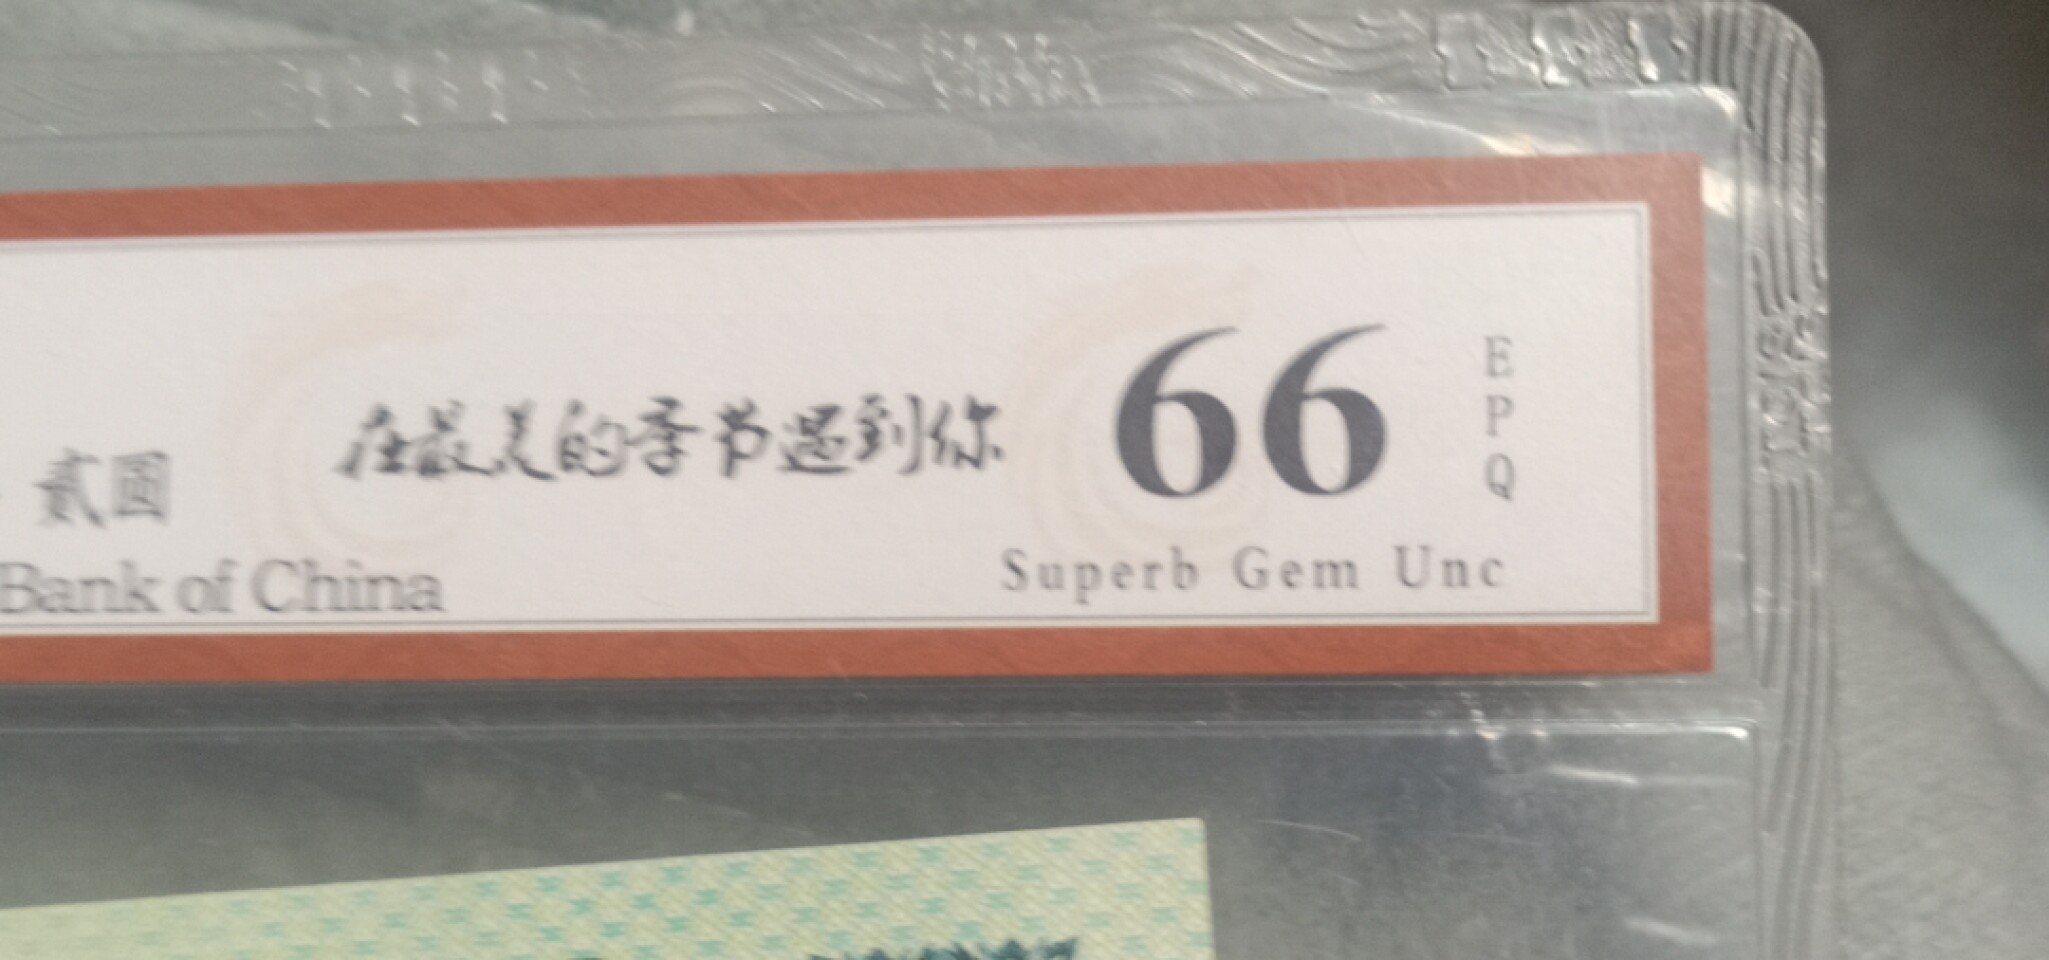 贰圆
在最美的季节遇到你
66
EPQ
Bank of China
Superb Gem Unc